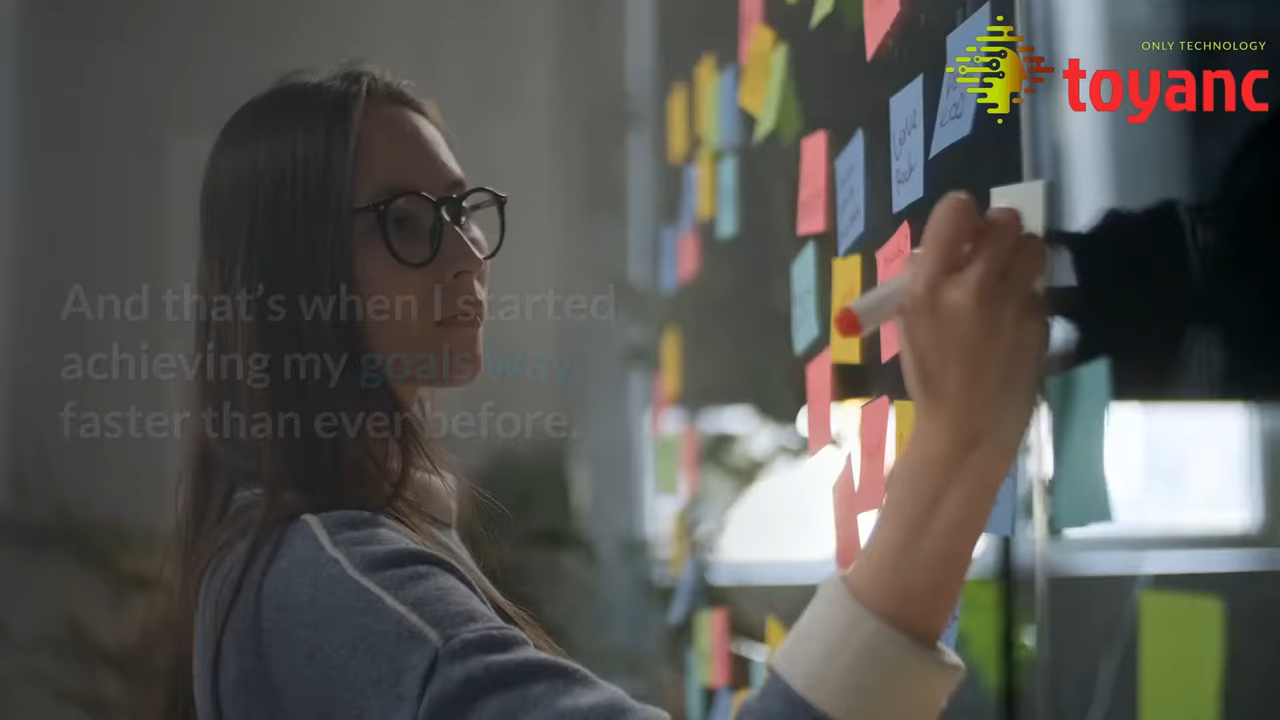 ONLY TECHNOLOGY
toyanc
And that's when I started
achieving my goals way
faster than ever before.